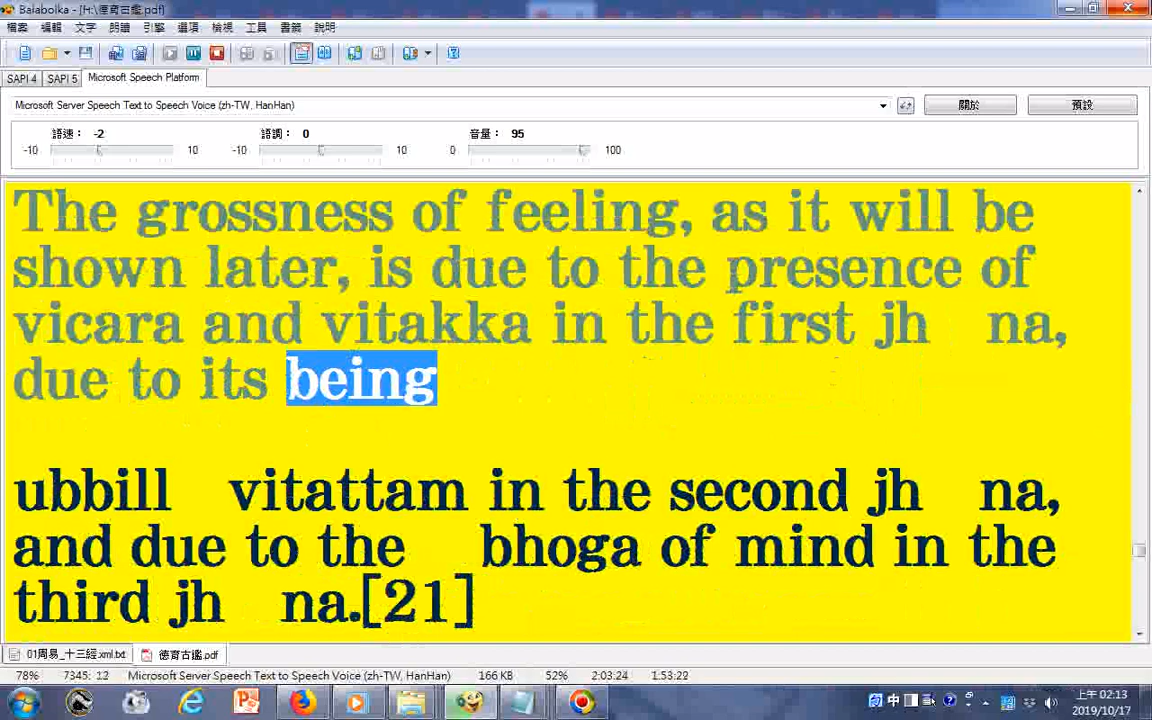 Balabolka - [H:\德育古鑑.pdf]
檔案 編輯 文字 朗讀 引擎 選項 檢視 工具 書籤 說明
SAPI 4 SAPI 5 Microsoft Speech Platform
Microsoft Server Speech Text to Speech Voice (zh-TW, HanHan) 關於 預設
語速： -2 語調： 0 音量： 95
-10 10 -10 10 0 100
The grossness of feeling, as it will be
shown later, is due to the presence of
vicara and vitakka in the first jh na,
due to its being
ubbill vitattam in the second jh na,
and due to the bhoga of mind in the
third jh na.[21]
01周易_十三經.xml.txt 德育古鑑.pdf
78% 7345: 12 Microsoft Server Speech Text to Speech Voice (zh-TW, HanHan) 166 KB 52% 2:03:24 1:53:22
中 上午 02:13
2019/10/17